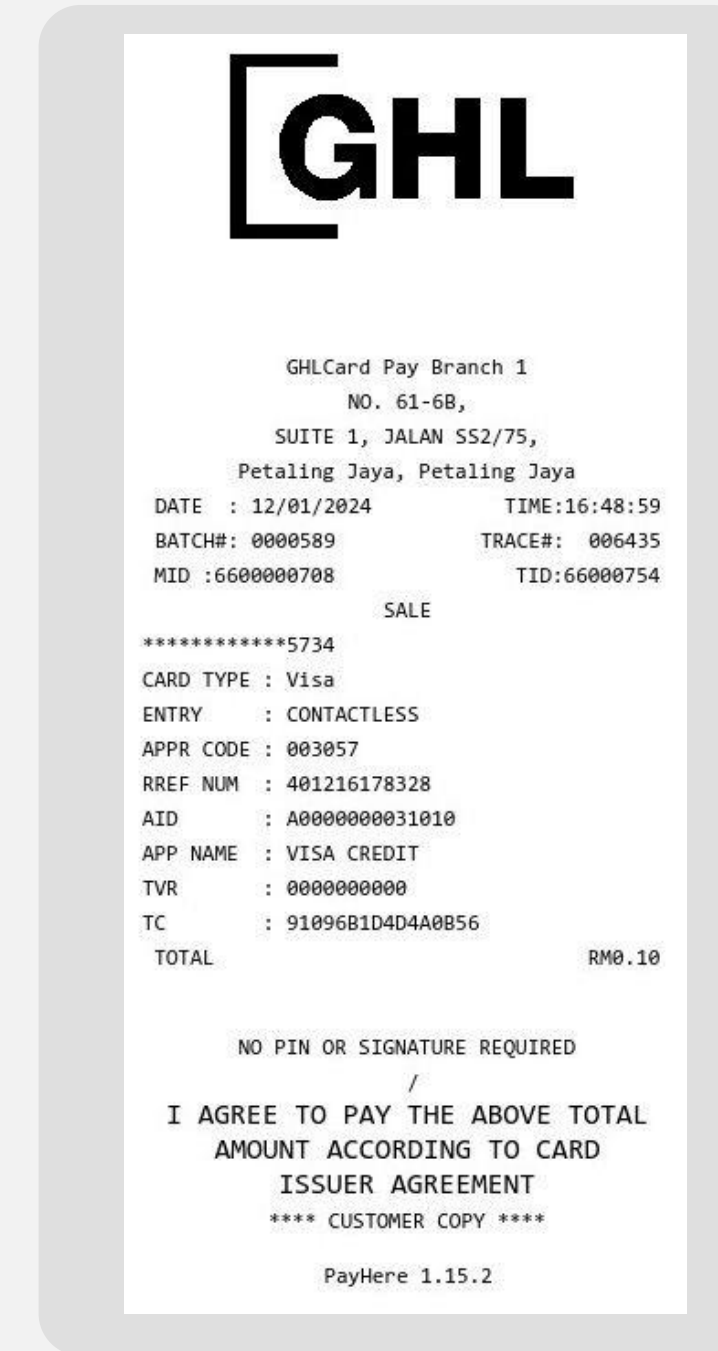 GHL
GHLCard Pay Branch 1
NO. 61-6B,
SUITE 1, JALAN SS2/75,
Petaling Jaya, Petaling Jaya
DATE : 12/01/2024 TIME:16:48:59
BATCH#: 0000589 TRACE#: 006435
MID :6600000708 TID:66000754
SALE
************5734
CARD TYPE : Visa
ENTRY : CONTACTLESS
APPR CODE : 003057
RREF NUM : 401216178328
AID : A0000000031010
APP NAME : VISA CREDIT
TVR : 0000000000
TC : 91096B1D4D4A0B56
TOTAL RM0.10
NO PIN OR SIGNATURE REQUIRED
/
I AGREE TO PAY THE ABOVE TOTAL
AMOUNT ACCORDING TO CARD
ISSUER AGREEMENT
**** CUSTOMER COPY ****
PayHere 1.15.2